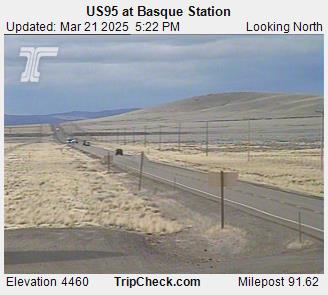 US95 at Basque Station
Updated: Mar 21 2025 5:22 PM Looking North
Elevation 4460 TripCheck.com Milepost 91.62